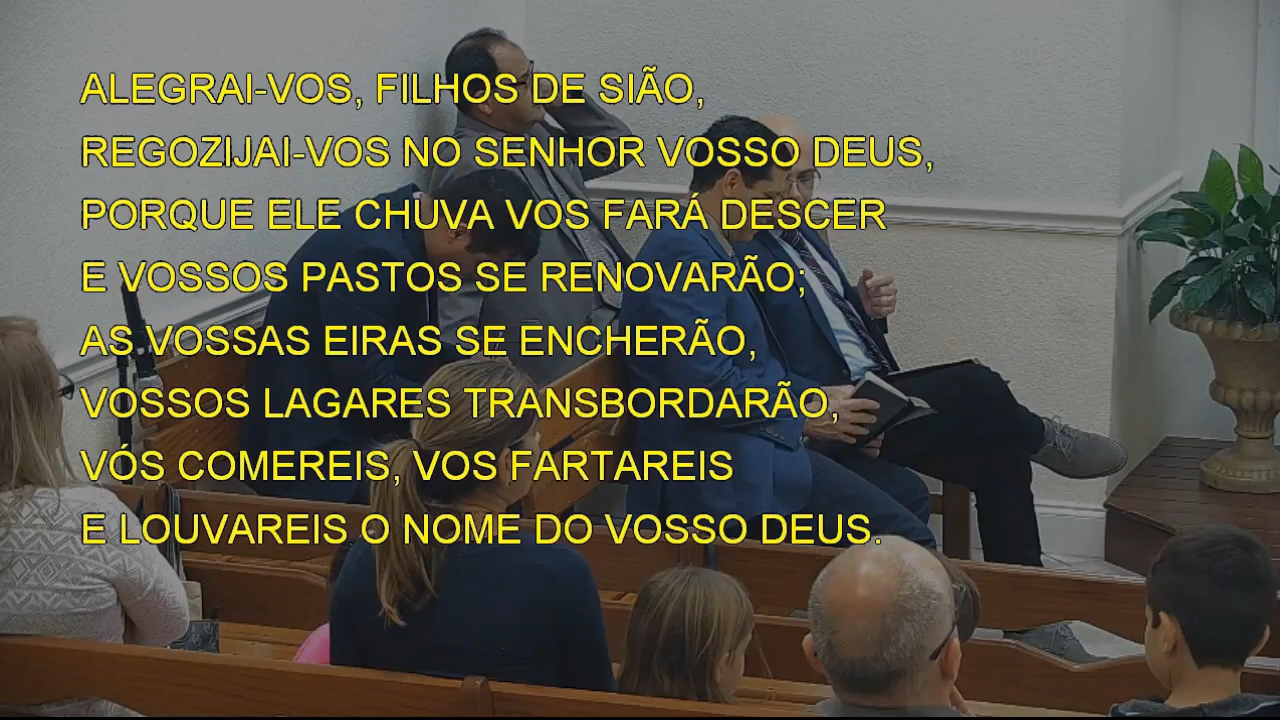 ALEGRAI-VOS, FILHOS DE SIÃO,
REGOZIJAI-VOS NO SENHOR VOSSO DEUS,
PORQUE ELE CHUVA VOS FARÁ DESCER
E VOSSOS PASTOS SE RENOVARÃO;
AS VOSSAS EIRAS SE ENCHERÃO,
VOSSOS LAGARES TRANSBORDARÃO,
VÓS COMEREIS, VOS FARTAREIS
E LOUVAREIS O NOME DO VOSSO DEUS.